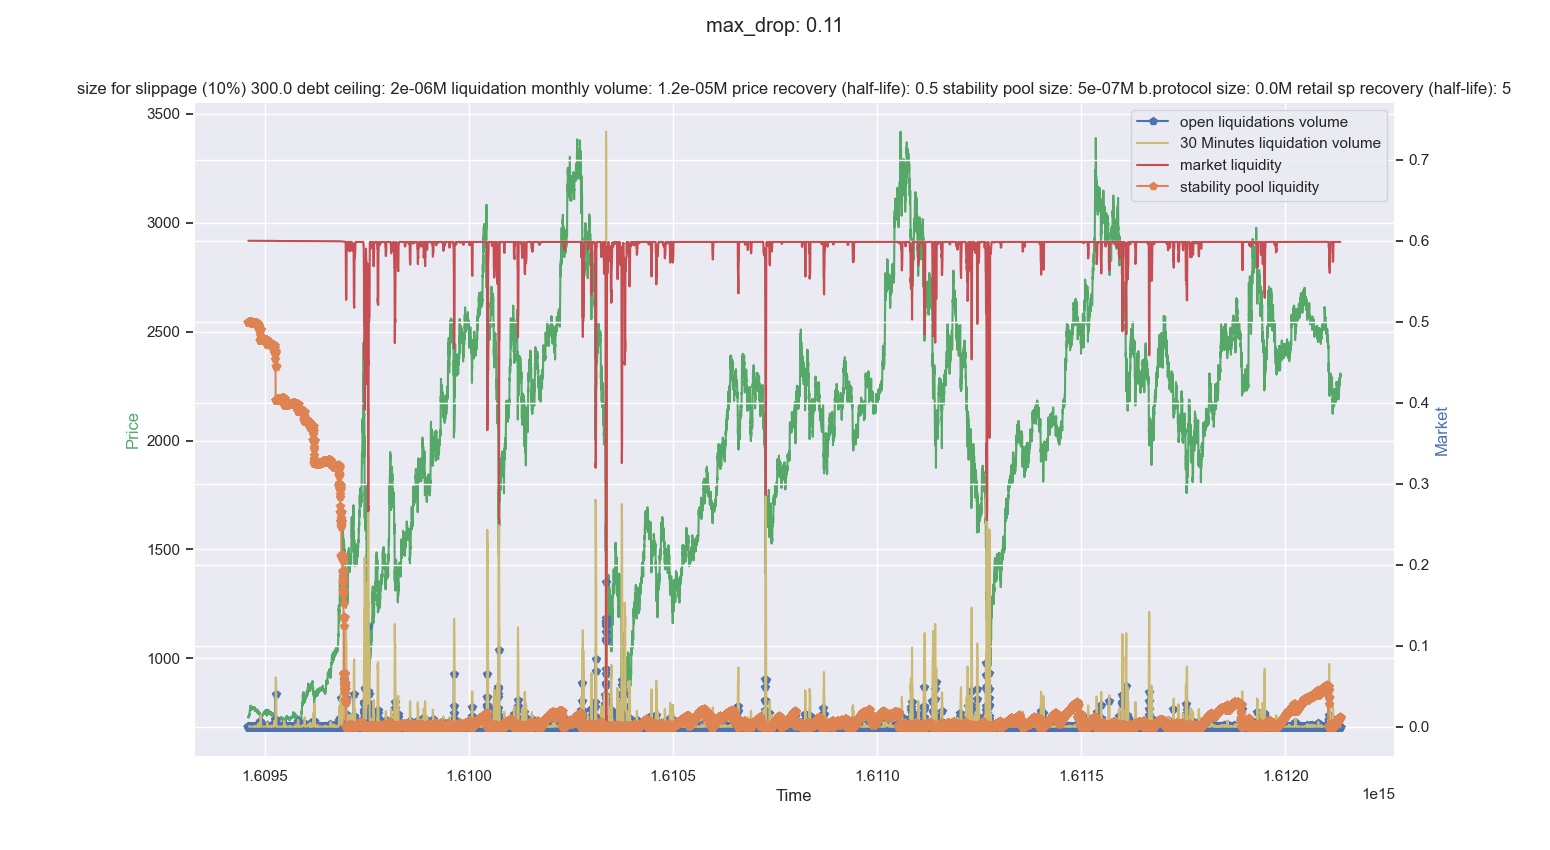 max_drop: 0.11
size for slippage (10%) 300.0 debt ceiling: 2e-06M liquidation monthly volume: 1.2e-05M price recovery (half-life): 0.5 stability pool size: 5e-07M b.protocol size: 0.0M retail sp recovery (half-life): 5
open liquidations volume
30 Minutes liquidation volume
market liquidity
stability pool liquidity
3500
3000
2500
2000
1500
1000
Price
0.7
0.6
0.5
0.4
0.3
0.2
0.1
0.0
Market
1.6095
1.6100
1.6105
1.6110
1.6115
1.6120
1e15
Time